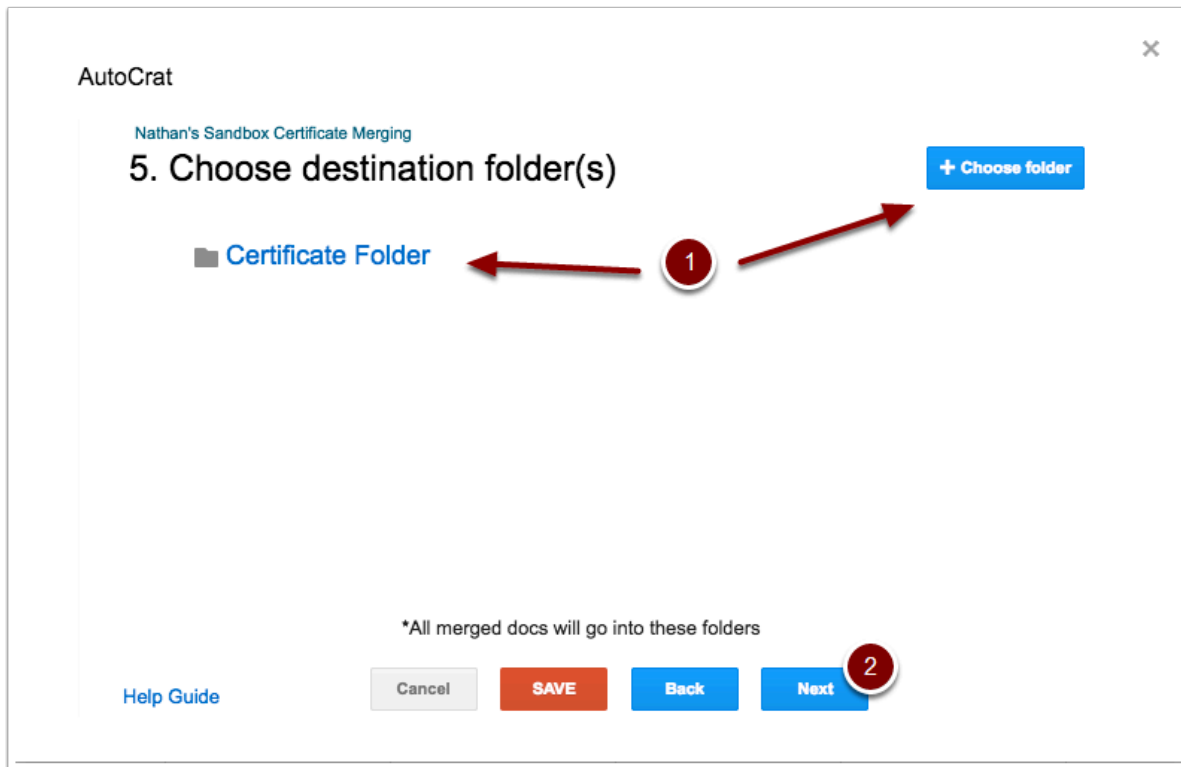 ×
AutoCrat
Nathan's Sandbox Certificate Merging
5. Choose destination folder(s)
+ Choose folder
Certificate Folder
1
*All merged docs will go into these folders
2
Help Guide
Cancel
SAVE
Back
Next